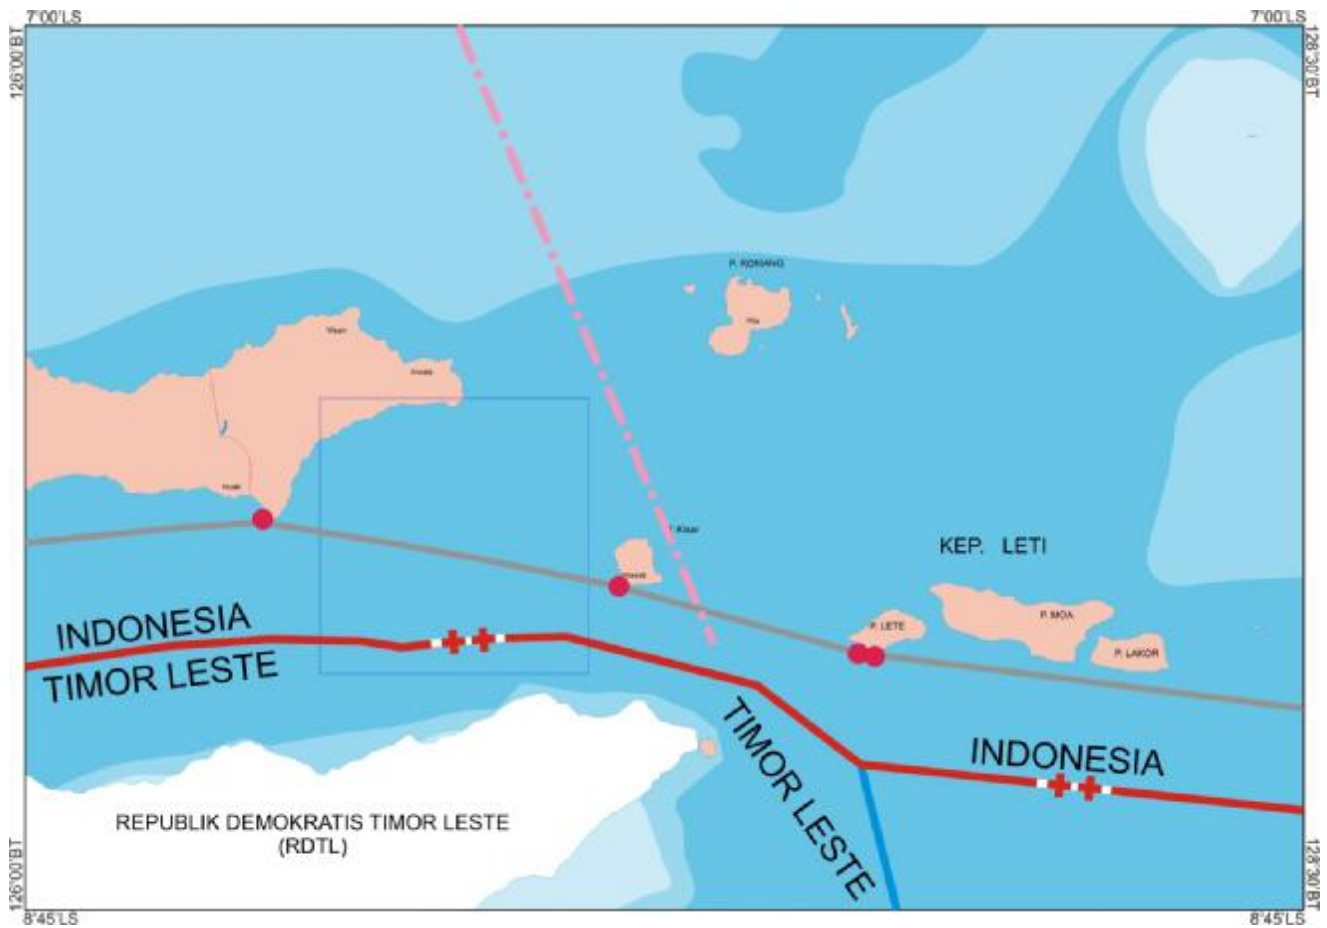 7°00'LS
7°00'LS
126°00'BT
128°30'BT
P. ROMANG
Hila
KEP. LETI
P. MOA
P. LETE
P. LAKOR
INDONESIA
TIMOR LESTE
TIMOR LESTE
INDONESIA
REPUBLIK DEMOKRATIS TIMOR LESTE
(RDTL)
126°00'BT
128°30'BT
8°45'LS
8°45'LS